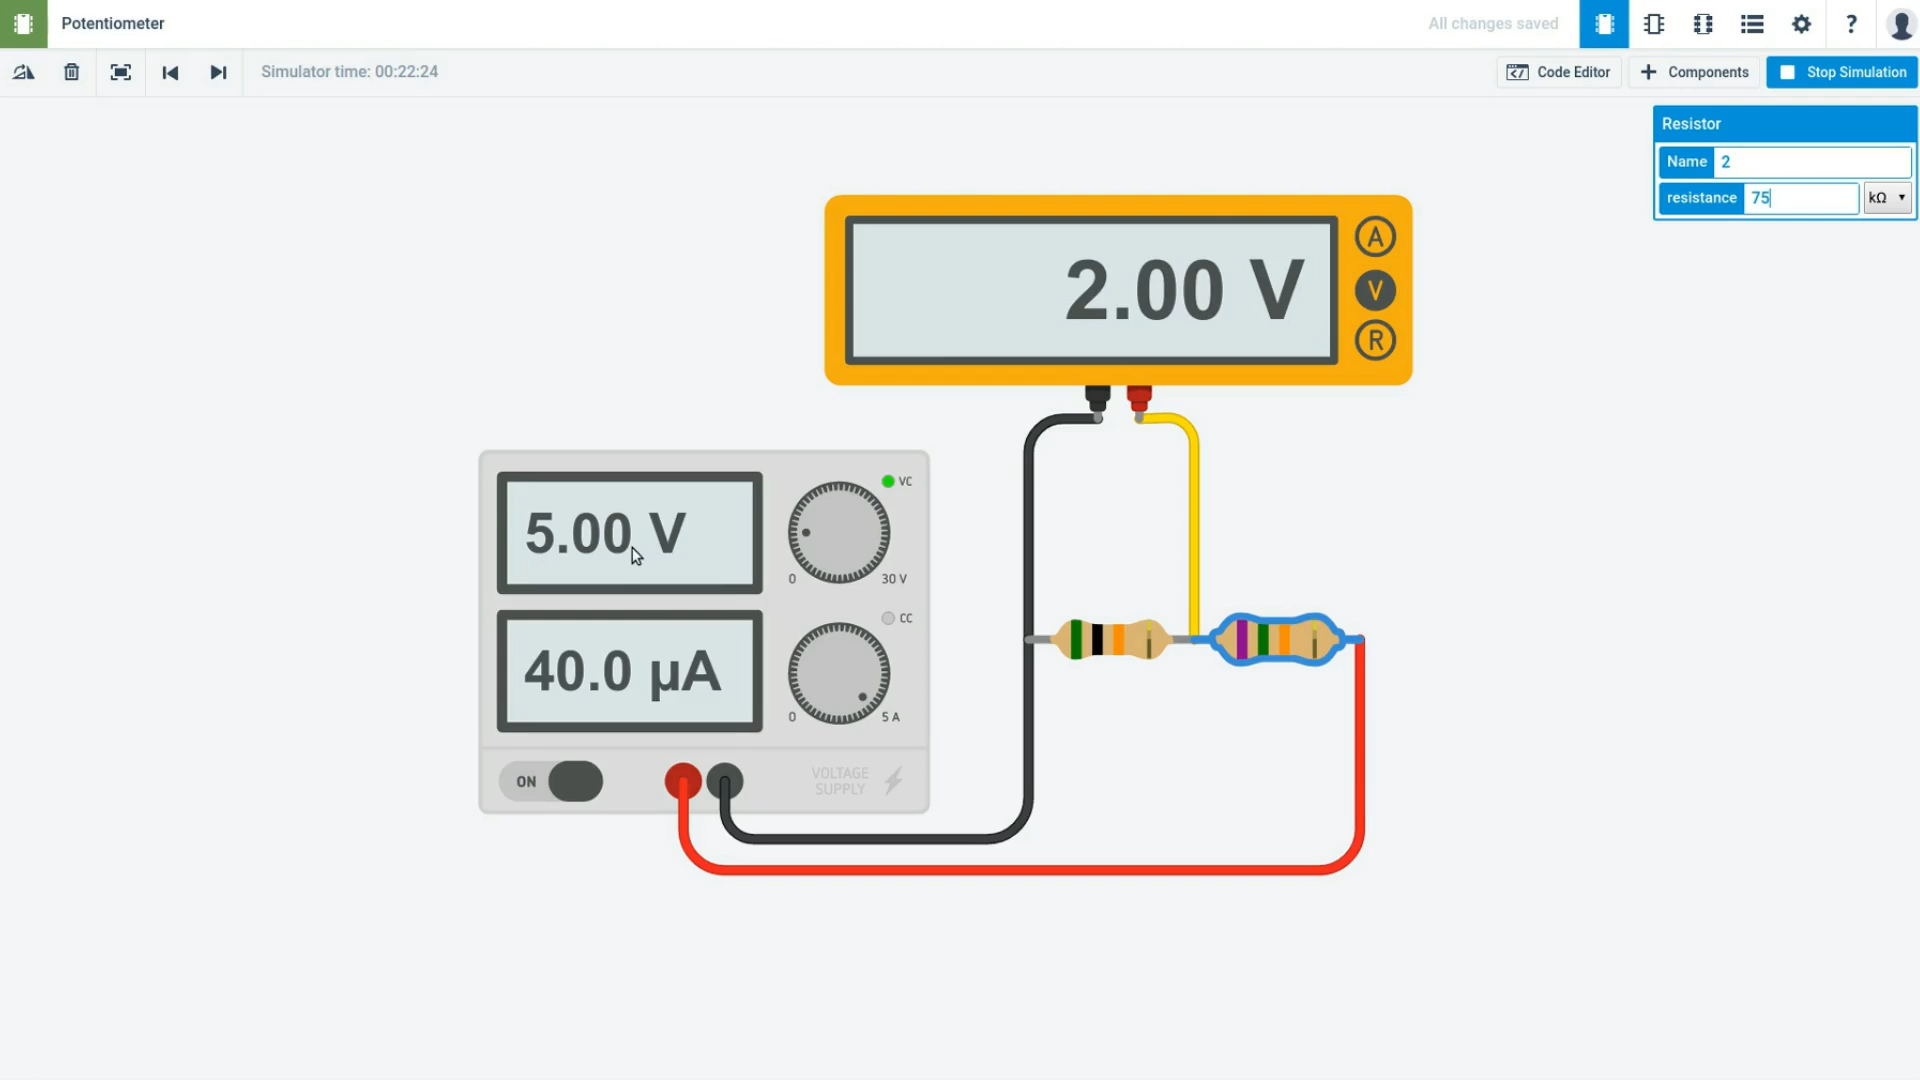 Potentiometer
All changes saved
?
Simulator time: 00:22:24
Code Editor
Components
Stop Simulation
Resistor
Name 2
resistance 75 kΩ
2.00 V
A
V
R
5.00 V
VC
0 30 V
40.0 µA
CC
0 5 A
ON
VOLTAGE
SUPPLY